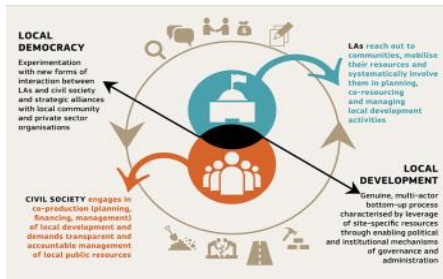 LOCAL
DEMOCRACY
Experimentation
with new forms of
interaction between
LAs and civil society
and strategic alliances
with local community
and private sector
organisations
LAs reach out to
communities, mobilise
their resources and
systematically involve
them in planning,
co-resourcing
and managing
local development
activities
CIVIL SOCIETY engages in
co-production (planning,
financing, management)
of local development and
demands transparent and
accountable management
of local public resources
LOCAL
DEVELOPMENT
Genuine, multi-actor
bottom-up process
characterised by leverage
of site-specific resources
through enabling political
and institutional mechanisms
of governance and
administration